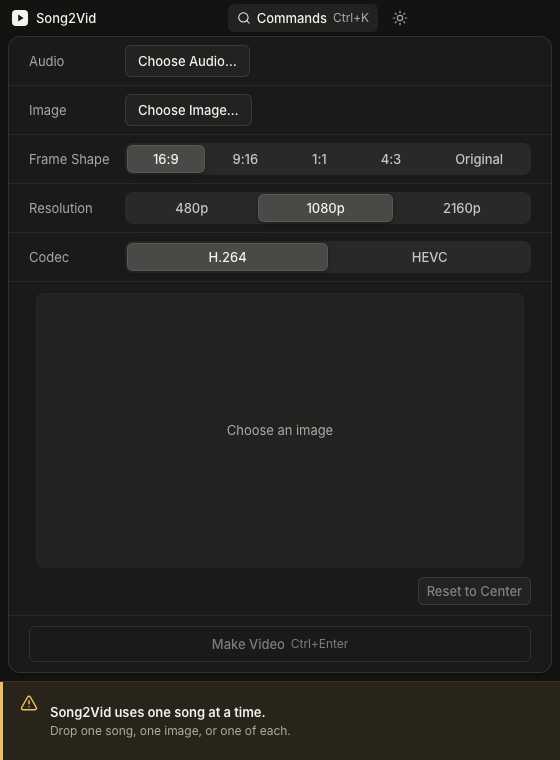 Song2Vid
Commands Ctrl+K
Audio Choose Audio...
Image Choose Image...
Frame Shape 16:9 9:16 1:1 4:3 Original
Resolution 480p 1080p 2160p
Codec H.264 HEVC
Choose an image
Reset to Center
Make Video Ctrl+Enter
Song2Vid uses one song at a time.
Drop one song, one image, or one of each.